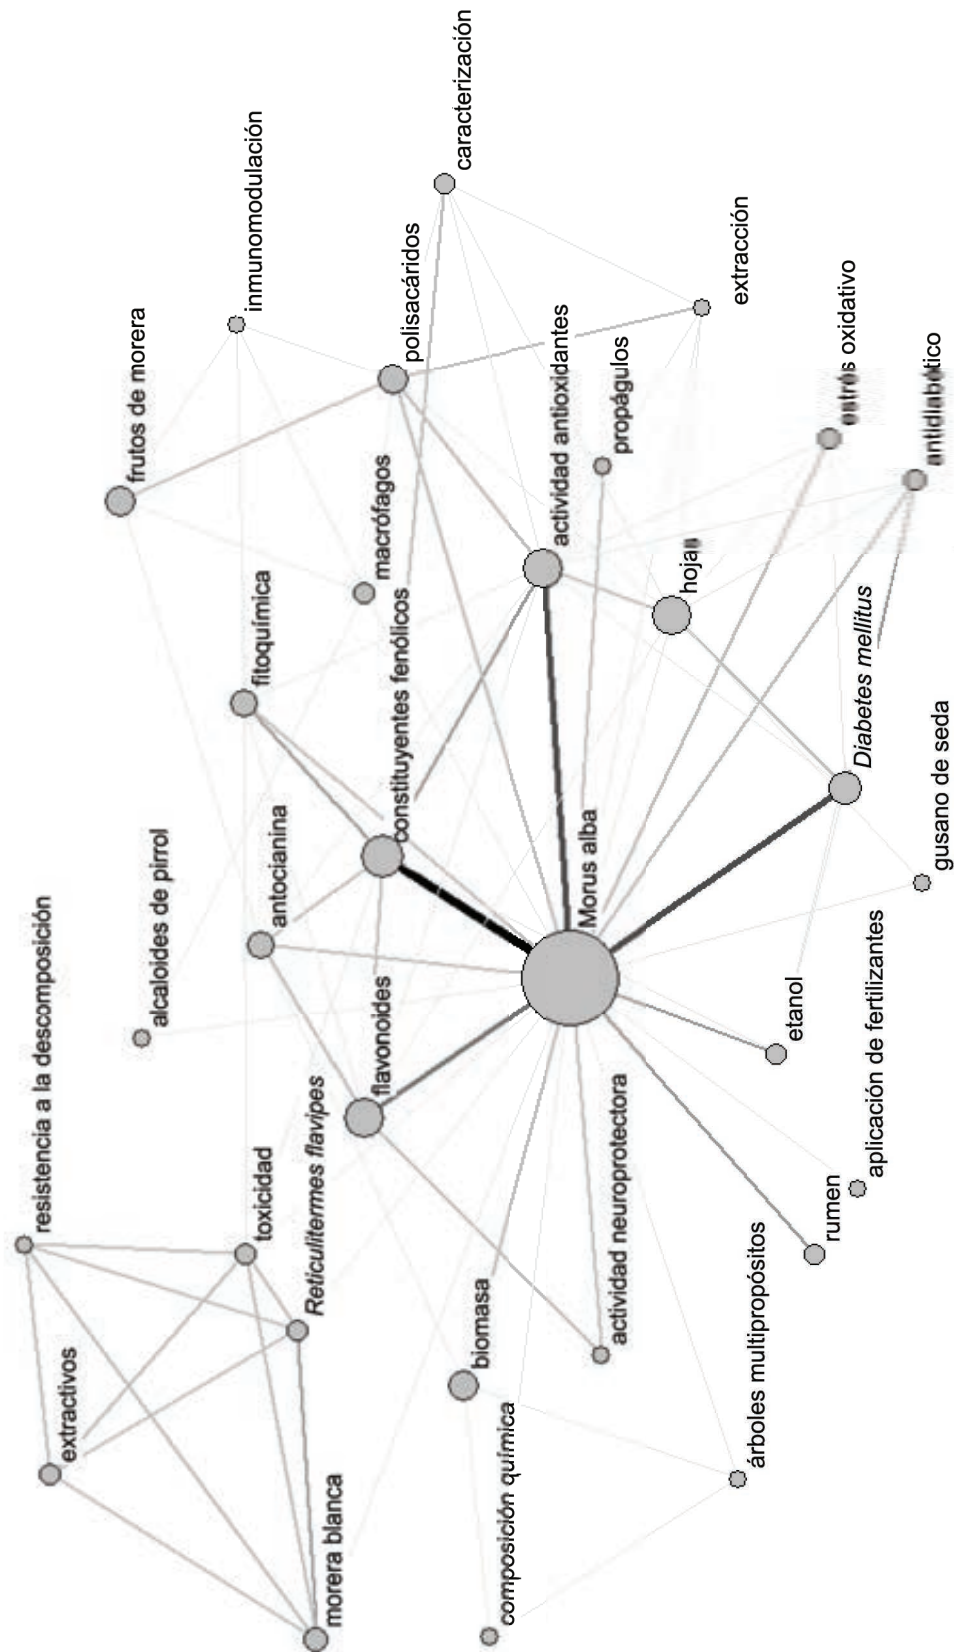 resistencia a la descomposición
extractivos
frutos de morera
alcaloides de pirrol
inmunomodulación
toxicidad
fitoquímica
antocianina
Reticulitermes flavipes
morera blanca
flavonoides
macrófagos
constituyentes fenólicos
polisacáridos
caracterización
biomasa
composición química
actividad antioxidantes
Morus alba
actividad neuroprotectora
propágulos
hojas
extracción
árboles multipropósitos
etanol
rumen
estrés oxidativo
Diabetes mellitus
aplicación de fertilizantes
antidiabético
gusano de seda